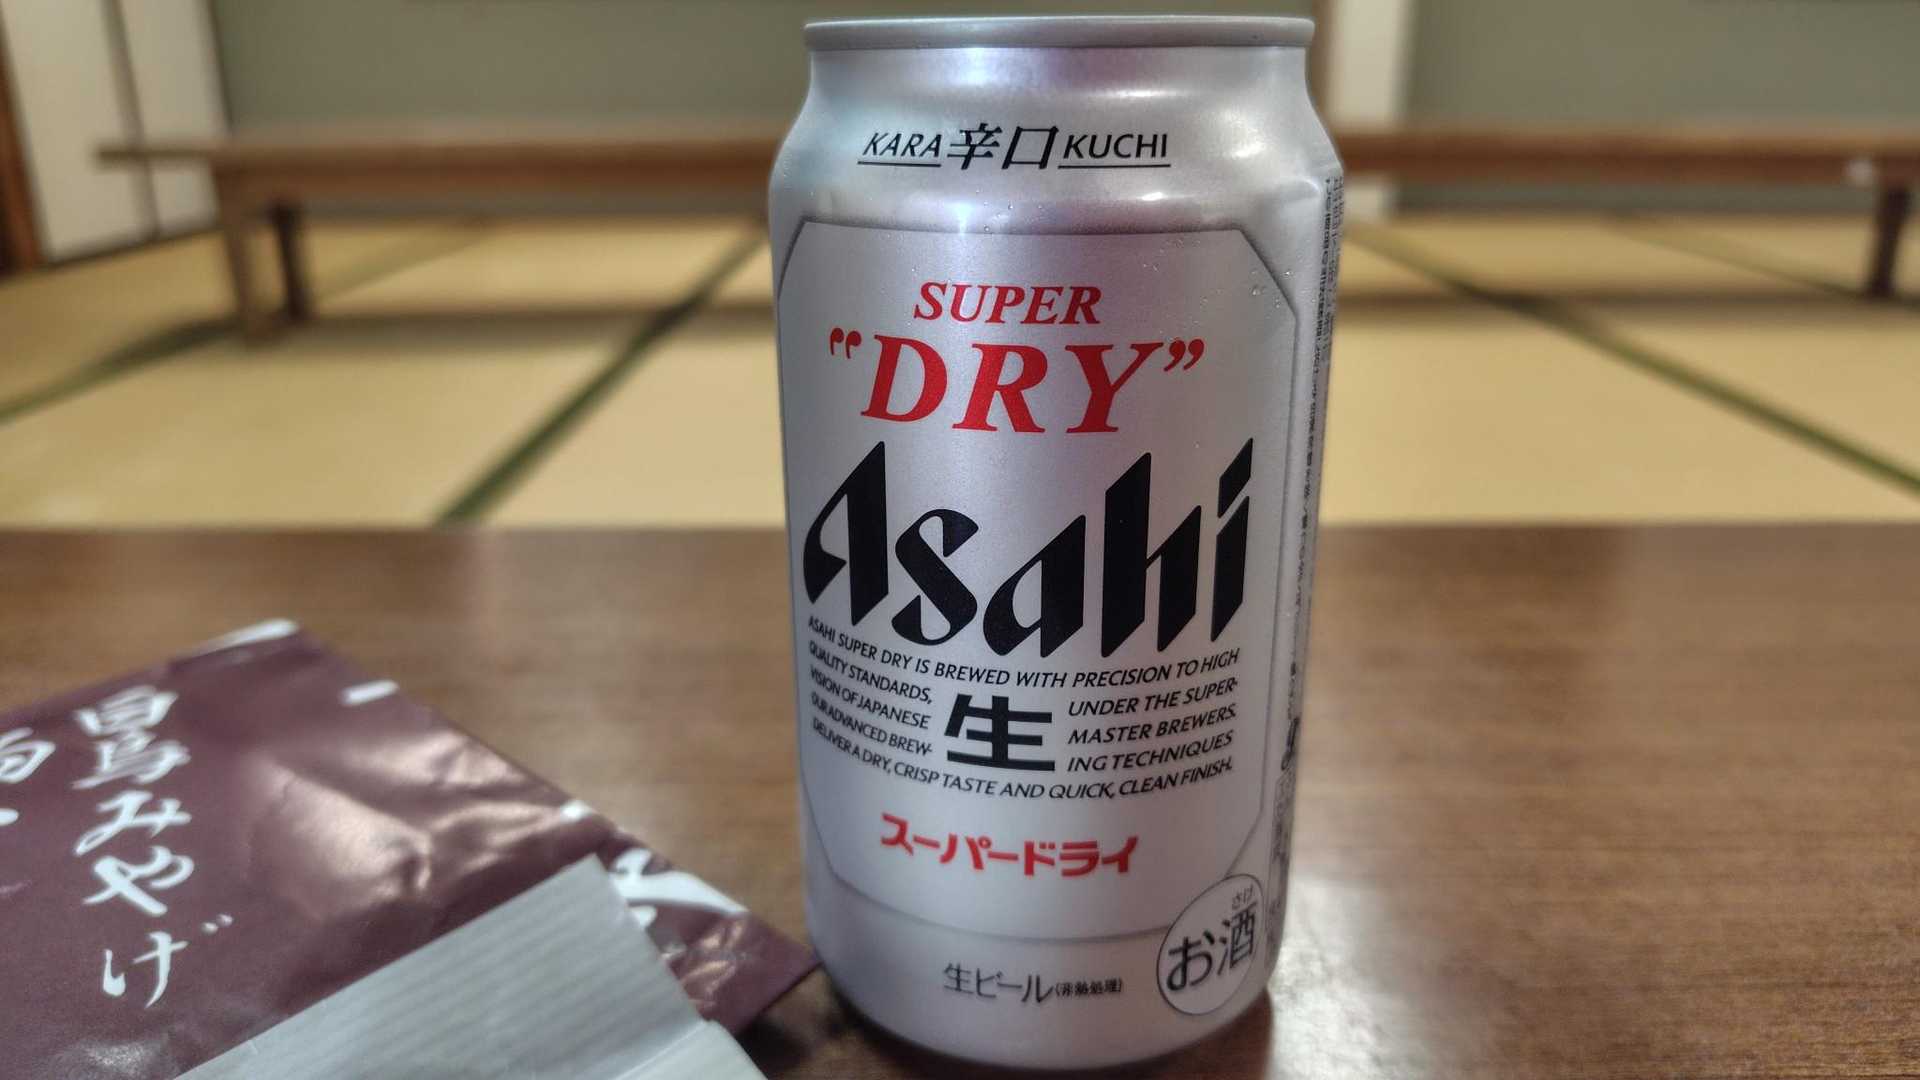 KARA 辛口 KUCHI
SUPER
"DRY"
Asahi
ASAHI SUPER DRY IS BREWED WITH PRECISION TO HIGH
QUALITY STANDARDS, UNDER THE SUPER-
VISION OF JAPANESE MASTER BREWERS.
OUR ADVANCED BREW- ING TECHNIQUES
DELIVER A DRY, CRISP TASTE AND QUICK, CLEAN FINISH.
生
スーパードライ
さけ
お酒
生ビール(非熱処理)
みやげ